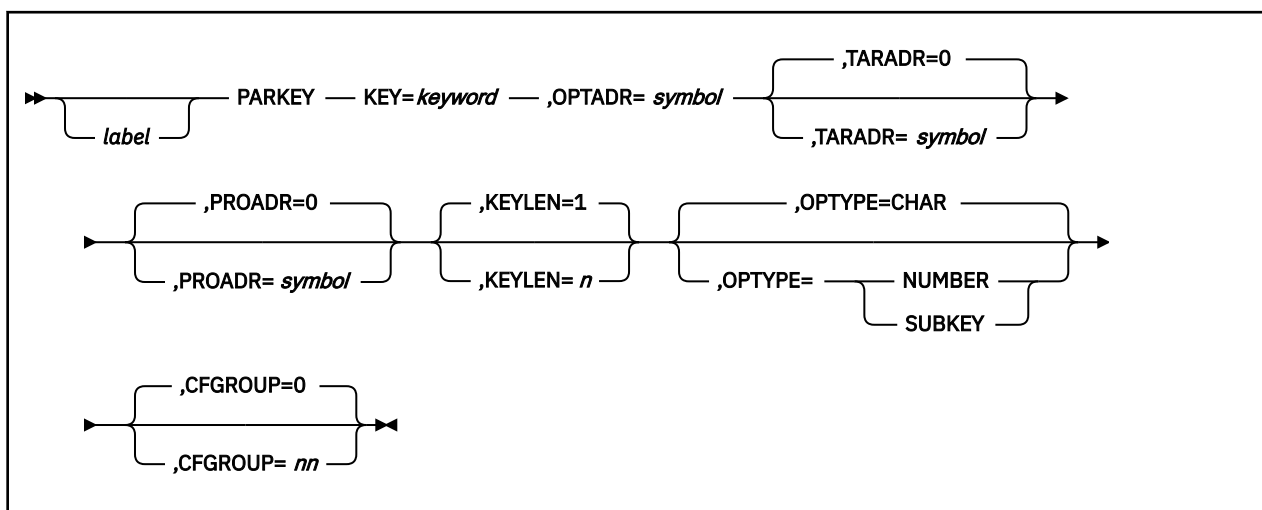 ,TARADR=0
PARKEY KEY=keyword ,OPTADR= symbol
label ,TARADR= symbol
,PROADR=0 ,KEYLEN=1 ,OPTYPE=CHAR
,PROADR= symbol ,KEYLEN= n ,OPTYPE= NUMBER
SUBKEY
,CFGROUP=0
,CFGROUP= nn